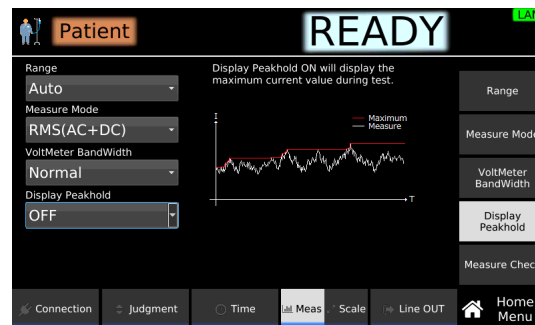 LAN
Patient
READY
Range
Auto
Measure Mode
RMS(AC+DC)
VoltMeter BandWidth
Normal
Display Peakhold
OFF
Display Peakhold ON will display the
maximum current value during test.
I
Maximum
Measure
T
Range
Measure Mode
VoltMeter
BandWidth
Display
Peakhold
Measure Chec
Connection
Judgment
Time
Meas
Scale
Line OUT
Home
Menu